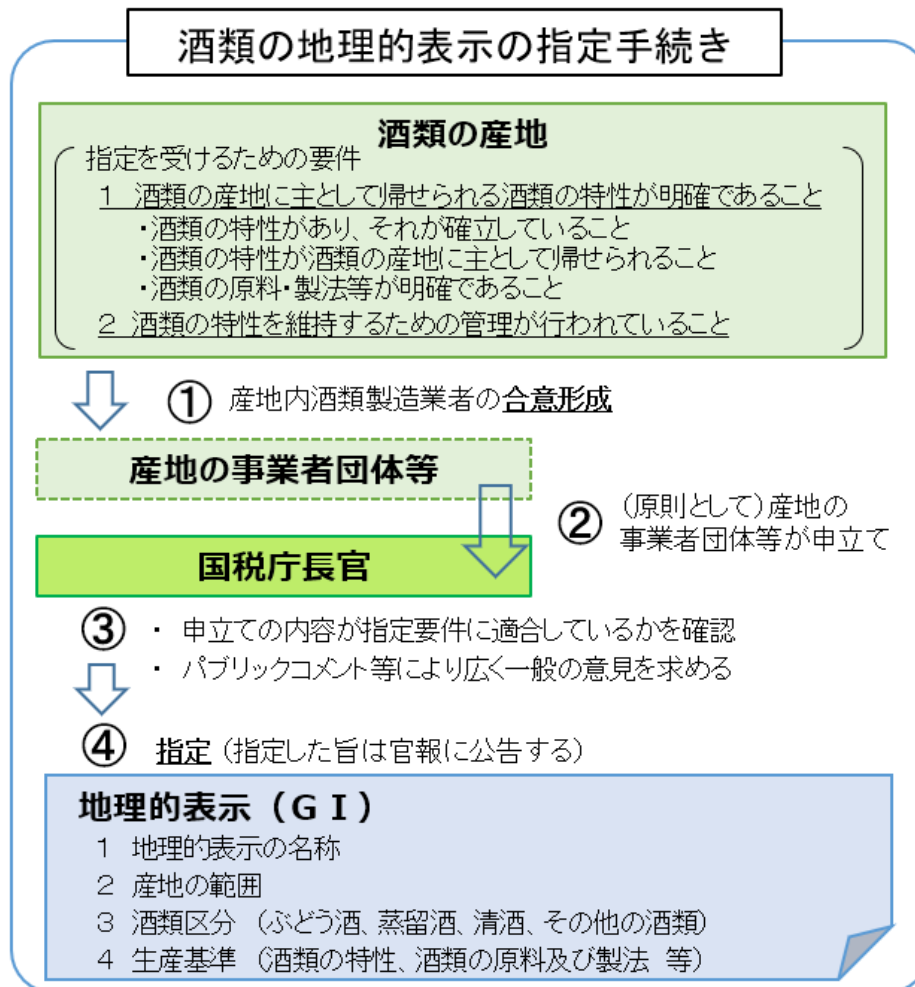 酒類の地理的表示の指定手続き
酒類の産地
指定を受けるための要件
1 酒類の産地に主として帰せられる酒類の特性が明確であること
・酒類の特性があり、それが確立していること
・酒類の特性が酒類の産地に主として帰せられること
・酒類の原料・製法等が明確であること
2 酒類の特性を維持するための管理が行われていること
① 産地内酒類製造業者の合意形成
産地の事業者団体等
② (原則として)産地の
事業者団体等が申立て
国税庁長官
③ ・ 申立ての内容が指定要件に適合しているかを確認
・ パブリックコメント等により広く一般の意見を求める
④ 指定 (指定した旨は官報に公告する)
地理的表示(GI)
1 地理的表示の名称
2 産地の範囲
3 酒類区分 (ぶどう酒、蒸留酒、清酒、その他の酒類)
4 生産基準 (酒類の特性、酒類の原料及び製法 等)